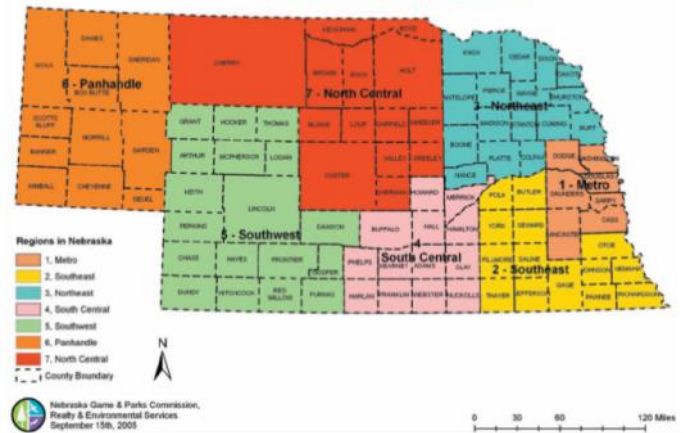 KNOX
CEDAR
DIXON
DAKOTA
DAWES
SIOUX
SHERIDAN
CHERRY
BROWN
ROCK
HOLT
BOYD
6 - Panhandle
BOX BUTTE
7 - North Central
ANTELOPE
PIERCE
WAYNE
THURSTON
3 - Northeast
SCOTTS
BLUFF
MORRILL
GARDEN
GRANT
HOOKER
THOMAS
BLAINE
LOUP
GARFIELD
WHEELER
MADISON
STANTON
CUMING
BURT
BANNER
ARTHUR
MCPHERSON
LOGAN
CUSTER
VALLEY
GREELEY
BOONE
PLATTE
COLFAX
DODGE
WASHINGTON
KIMBALL
CHEYENNE
DEUEL
KEITH
LINCOLN
SHERMAN
HOWARD
NANCE
MERRICK
POLK
BUTLER
SAUNDERS
DOUGLAS
1 - Metro
SARPY
PERKINS
5 - Southwest
DAWSON
BUFFALO
HALL
HAMILTON
YORK
SEWARD
LANCASTER
CASS
OTOE
4
South Central
CHASE
HAYES
FRONTIER
GOSPER
PHELPS
KEARNEY
ADAMS
CLAY
FILLMORE
SALINE
2 - Southeast
JOHNSON
NEMAHA
DUNDY
HITCHCOCK
RED
WILLOW
FURNAS
HARLAN
FRANKLIN
WEBSTER
NUCKOLLS
THAYER
JEFFERSON
GAGE
PAWNEE
RICHARDSON
Regions in Nebraska
1, Metro
2, Southeast
3, Northeast
4, South Central
5, Southwest
6, Panhandle
7, North Central
County Boundary
N
Nebraska Game & Parks Commission,
Realty & Environmental Services
September 15th, 2005
0 30 60 120 Miles